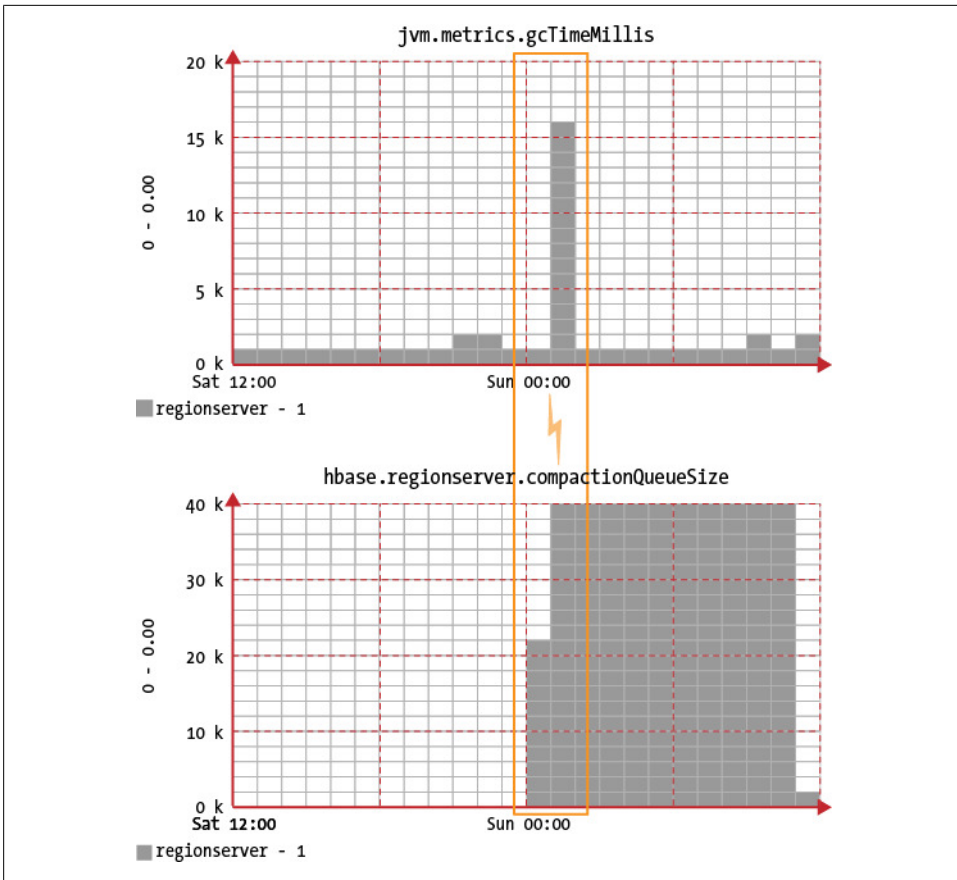 jvm.metrics.gcTimeMillis
20 k
15 k
10 k
5 k
0 k
0 - 0.00
Sat 12:00
Sun 00:00
regionserver - 1
hbase.regionserver.compactionQueueSize
40 k
30 k
20 k
10 k
0 k
0 - 0.00
Sat 12:00
Sun 00:00
regionserver - 1